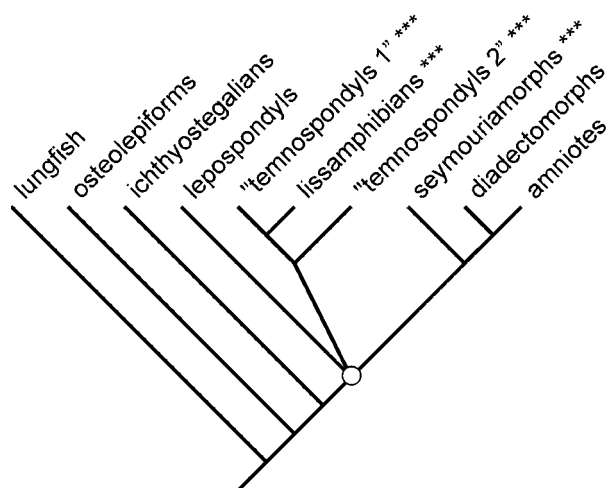 lungfish
osteolepiforms
ichthyostegalians
lepospondyls
"temnospondyls 1" ***
lissamphibians ***
"temnospondyls 2" ***
seymouriamorphs ***
diadectomorphs
amniotes